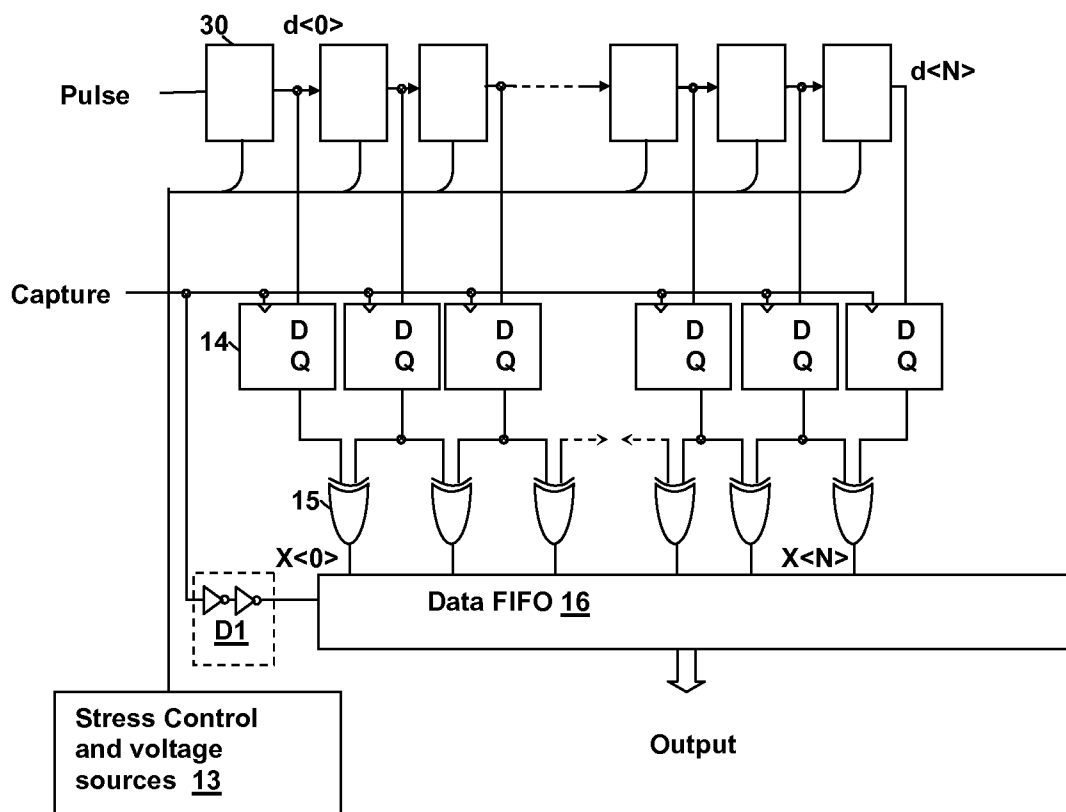 30
d<0>
Pulse
d<N>
Capture
14
D
Q
D
Q
D
Q
D
Q
D
Q
D
Q
15
X<0>
X<N>
Data FIFO 16
D1
Stress Control
and voltage
sources 13
Output